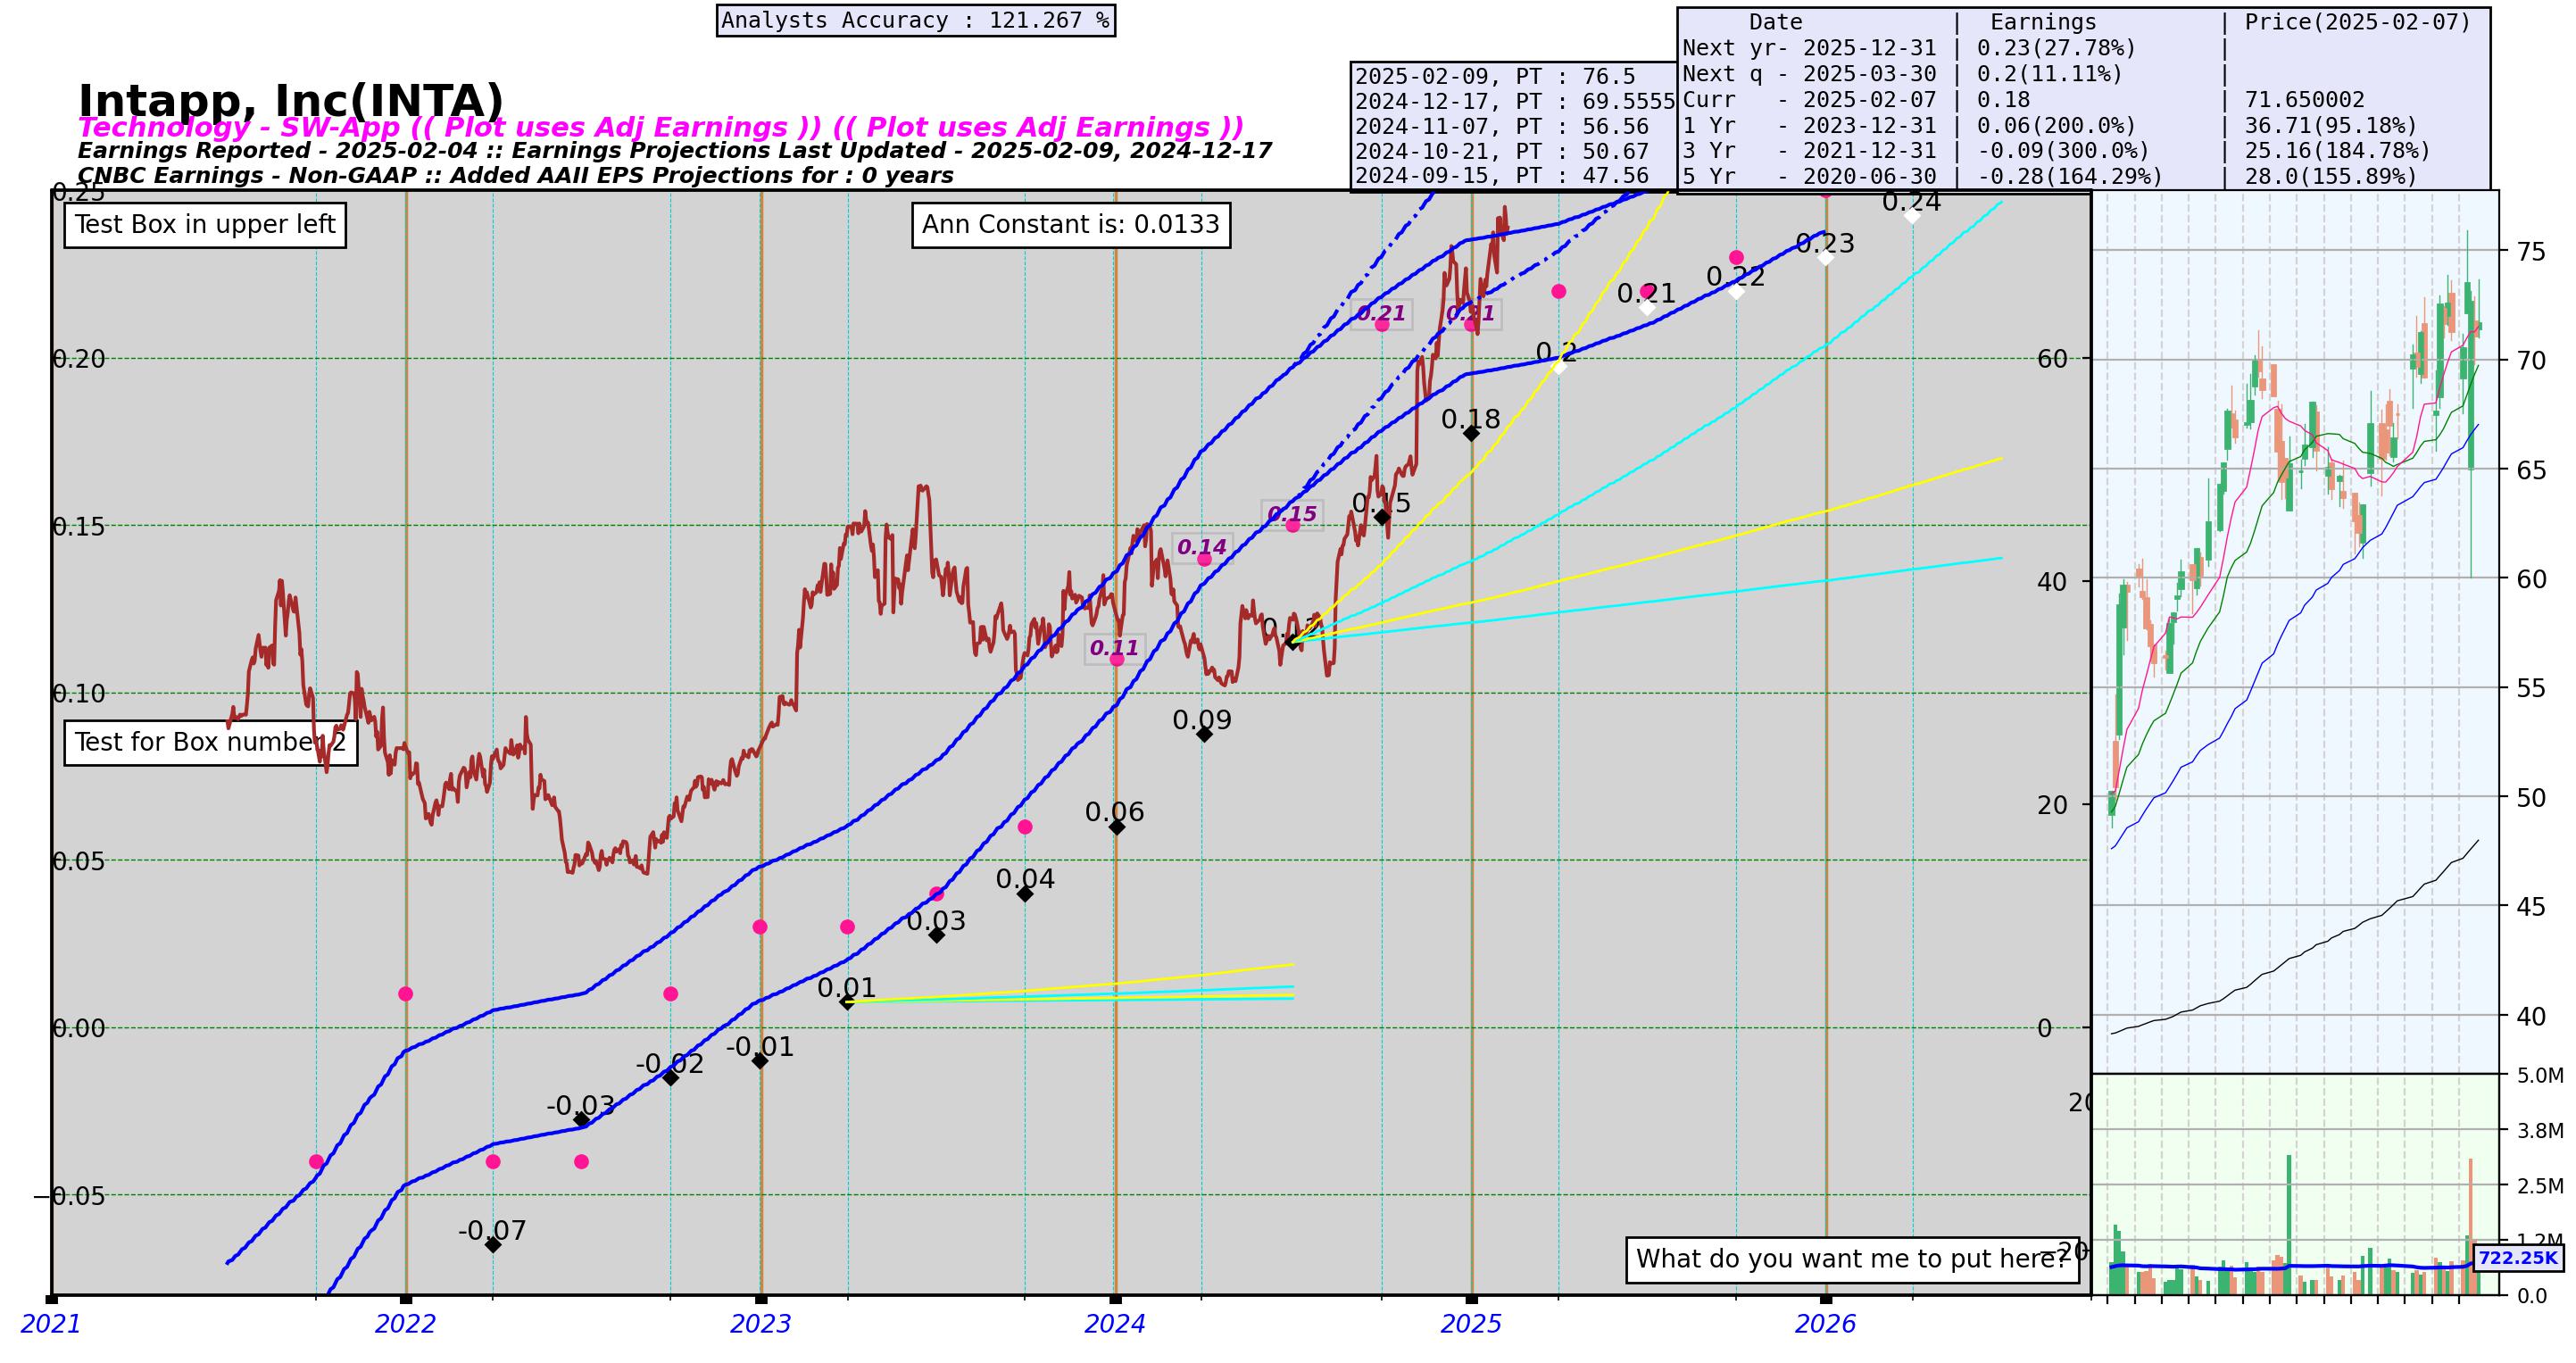 Analysts Accuracy : 121.267 %
Date | Earnings | Price(2025-02-07)
Next yr- 2025-12-31 | 0.23(27.78%) |
Next q - 2025-03-30 | 0.2(11.11%) |
Curr - 2025-02-07 | 0.18 | 71.650002
1 Yr - 2023-12-31 | 0.06(200.0%) | 36.71(95.18%)
3 Yr - 2021-12-31 | -0.09(300.0%) | 25.16(184.78%)
5 Yr - 2020-06-30 | -0.28(164.29%) | 28.0(155.89%)
2025-02-09, PT : 76.5
2024-12-17, PT : 69.5555
2024-11-07, PT : 56.56
2024-10-21, PT : 50.67
2024-09-15, PT : 47.56
Intapp, Inc(INTA)
Technology - SW-App (( Plot uses Adj Earnings )) (( Plot uses Adj Earnings ))
Earnings Reported - 2025-02-04 :: Earnings Projections Last Updated - 2025-02-09, 2024-12-17
CNBC Earnings - Non-GAAP :: Added AAII EPS Projections for : 0 years
Test Box in upper left
Ann Constant is: 0.0133
Test for Box number 2
What do you want me to put here?
0.25
0.20
0.15
0.10
0.05
0.00
−0.05
-0.07
-0.03
-0.02
-0.01
0.01
0.03
0.04
0.06
0.09
0.15
0.18
0.2
0.21
0.22
0.23
0.24
0.11
0.14
0.15
0.21
0.21
60
40
20
0
−20
2021
2022
2023
2024
2025
2026
75
70
65
60
55
50
45
40
5.0M
3.8M
2.5M
1.2M
722.25K
0.0